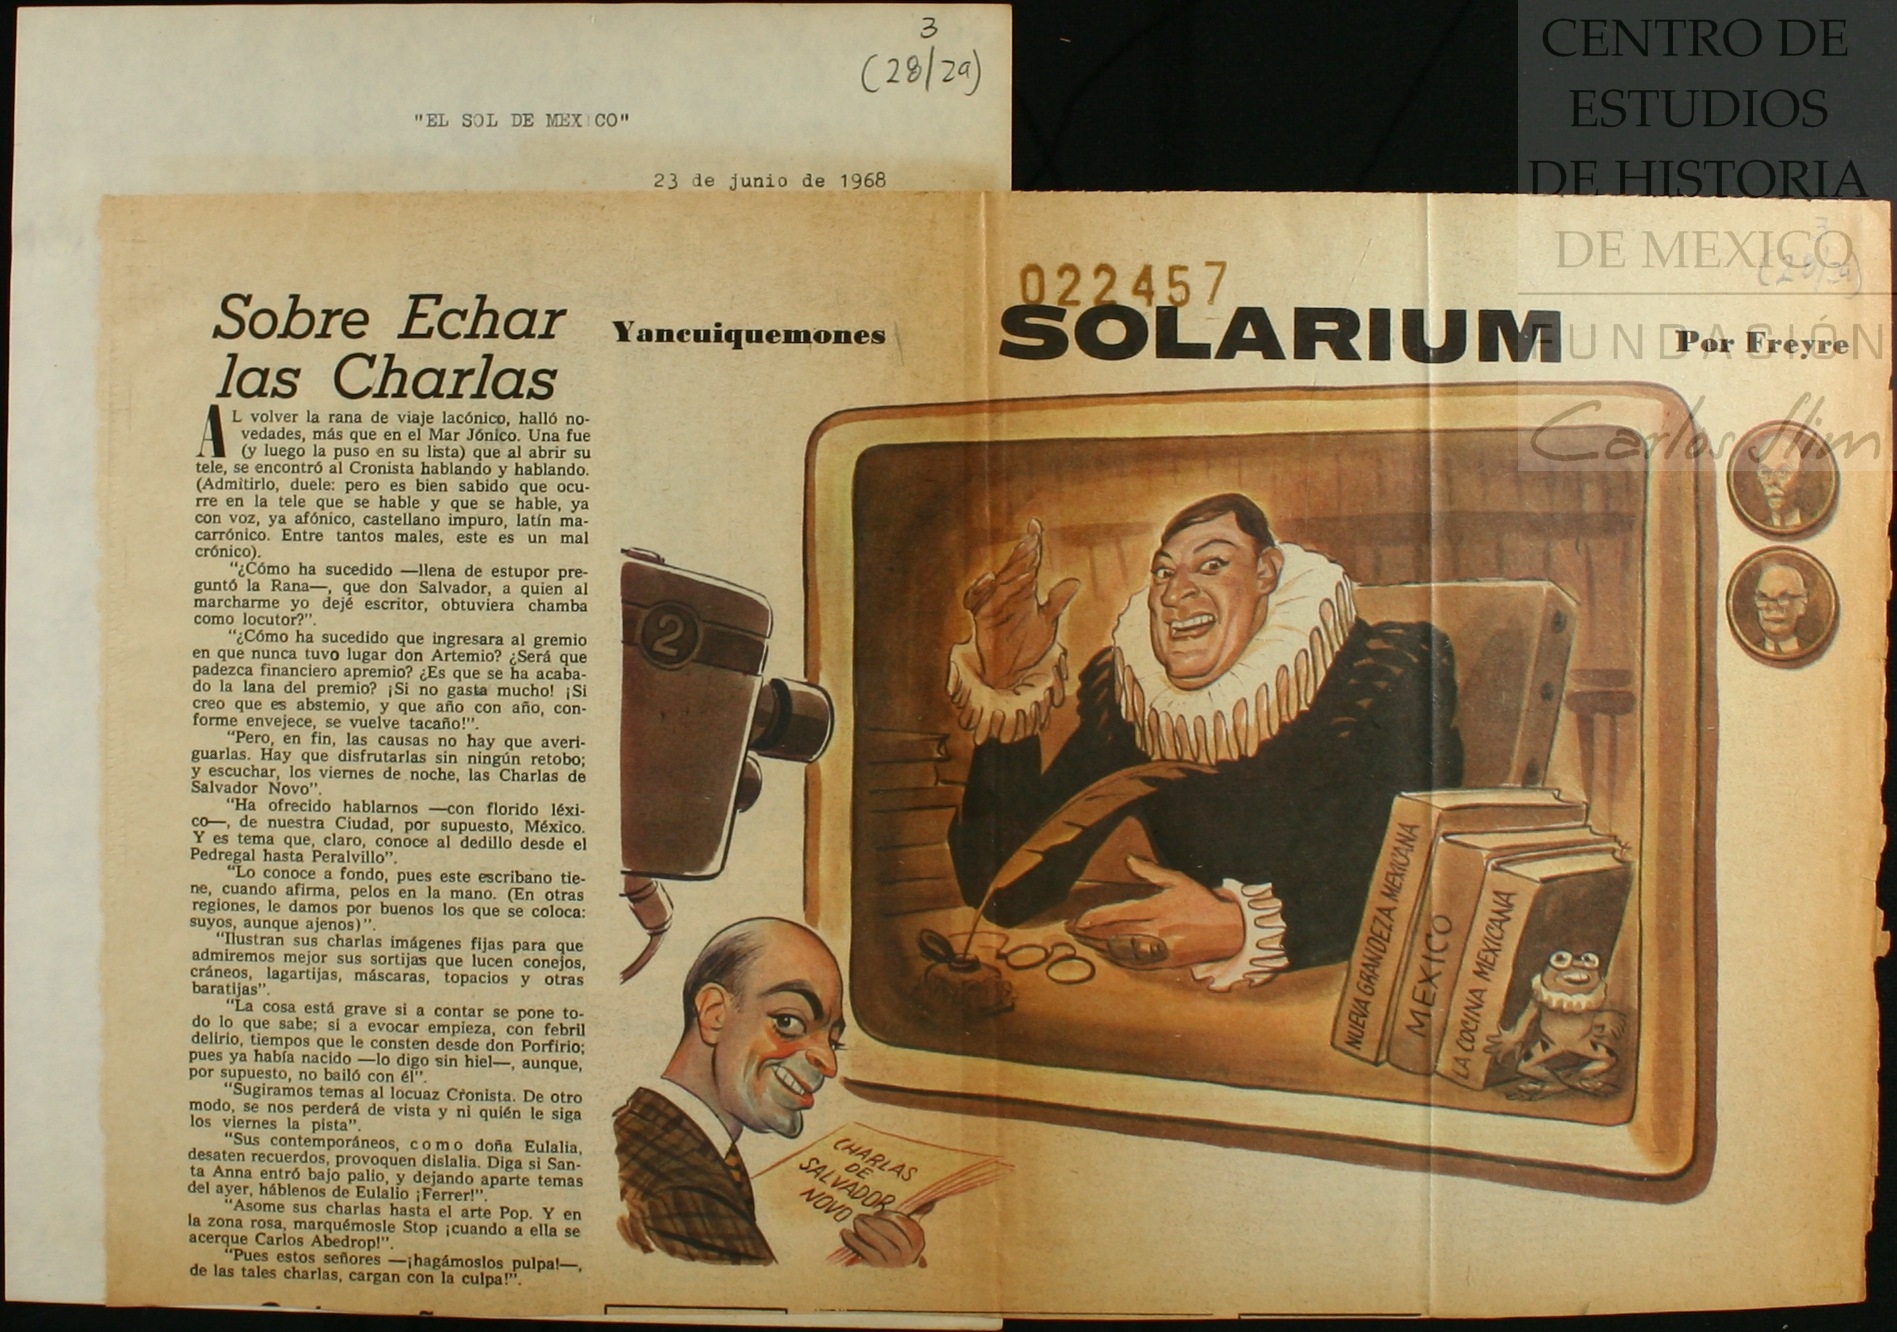 3
(28/29)
"EL SOL DE MEXICO"
23 de junio de 1968
CENTRO DE
ESTUDIOS
DE HISTORIA
DE MEXICO
FUNDACIÓN
Carlos Slim
022457
Sobre Echar
las Charlas
Yancuiquemones
SOLARIUM
Por Freyre
AL volver la rana de viaje lacónico, halló no-
vedades, más que en el Mar Jónico. Una fue
(y luego la puso en su lista) que al abrir su
tele, se encontró al Cronista hablando y hablando.
(Admitirlo, duele: pero es bien sabido que ocu-
rre en la tele que se hable y que se hable, ya
con voz, ya afónico, castellano impuro, latín ma-
carrónico. Entre tantos males, este es un mal
crónico).
"¿Cómo ha sucedido —llena de estupor pre-
guntó la Rana—, que don Salvador, a quien al
marcharme yo dejé escritor, obtuviera chamba
como locutor?".
"¿Cómo ha sucedido que ingresara al gremio
en que nunca tuvo lugar don Artemio? ¿Será que
padezca financiero apremio? ¿Es que se ha acaba-
do la lana del premio? ¡Si no gasta mucho! ¡Si
creo que es abstemio, y que año con año, con-
forme envejece, se vuelve tacaño!".
"Pero, en fin, las causas no hay que averi-
guarlas. Hay que disfrutarlas sin ningún retobo;
y escuchar, los viernes de noche, las Charlas de
Salvador Novo".
"Ha ofrecido hablarnos —con florido léxi-
co—, de nuestra Ciudad, por supuesto, México.
Y es tema que, claro, conoce al dedillo desde el
Pedregal hasta Peralvillo".
"Lo conoce a fondo, pues este escribano tie-
ne, cuando afirma, pelos en la mano. (En otras
regiones, le damos por buenos los que se coloca:
suyos, aunque ajenos)".
"Ilustran sus charlas imágenes fijas para que
admiremos mejor sus sortijas que lucen conejos,
cráneos, lagartijas, máscaras, topacios y otras
baratijas".
"La cosa está grave si a contar se pone to-
do lo que sabe; si a evocar empieza, con febril
delirio, tiempos que le consten desde don Porfirio;
pues ya había nacido —lo digo sin hiel—, aunque,
por supuesto, no bailó con él".
"Sugiramos temas al locuaz Cronista. De otro
modo, se nos perderá de vista y ni quién le siga
los viernes la pista".
"Sus contemporáneos, como doña Eulalia,
desaten recuerdos, provoquen dislalia. Diga si San-
ta Anna entró bajo palio, y dejando aparte temas
del ayer, háblenos de Eulalio ¡Ferrer!".
"Asome sus charlas hasta el arte Pop. Y en
la zona rosa, marquémosle Stop ¡cuando a ella se
acerque Carlos Abedrop!".
"Pues estos señores —¡hagámoslos pulpa!—,
de las tales charlas, cargan con la culpa!".
2
NUEVA GRANDEZA MEXICANA
MEXICO
LA COCINA MEXICANA
CHARLAS
DE
SALVADOR
NOVO